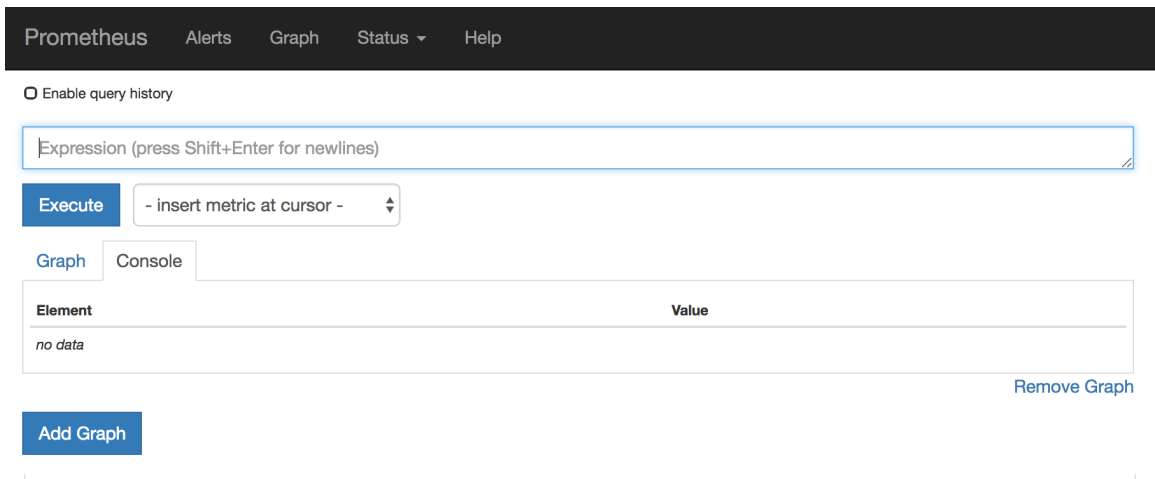 Prometheus Alerts Graph Status Help
Enable query history
Expression (press Shift+Enter for newlines)
Execute - insert metric at cursor -
Graph Console
Element Value
no data
Remove Graph
Add Graph